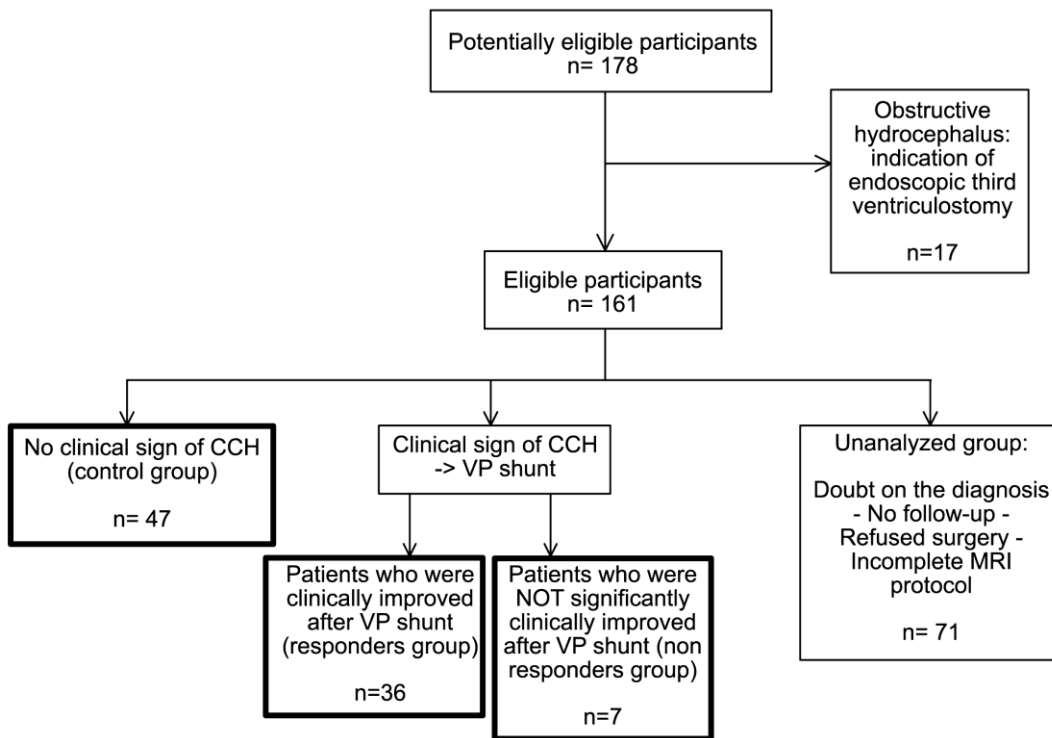 Potentially eligible participants
n= 178
Obstructive
hydrocephalus:
indication of
endoscopic third
ventriculostomy
n=17
Eligible participants
n= 161
No clinical sign of CCH
(control group)
n= 47
Clinical sign of CCH
-> VP shunt
Unanalyzed group:
Doubt on the diagnosis
- No follow-up -
Refused surgery -
Incomplete MRI
protocol
n= 71
Patients who were
clinically improved
after VP shunt
(responders group)
n=36
Patients who were
NOT significantly
clinically improved
after VP shunt (non
responders group)
n=7